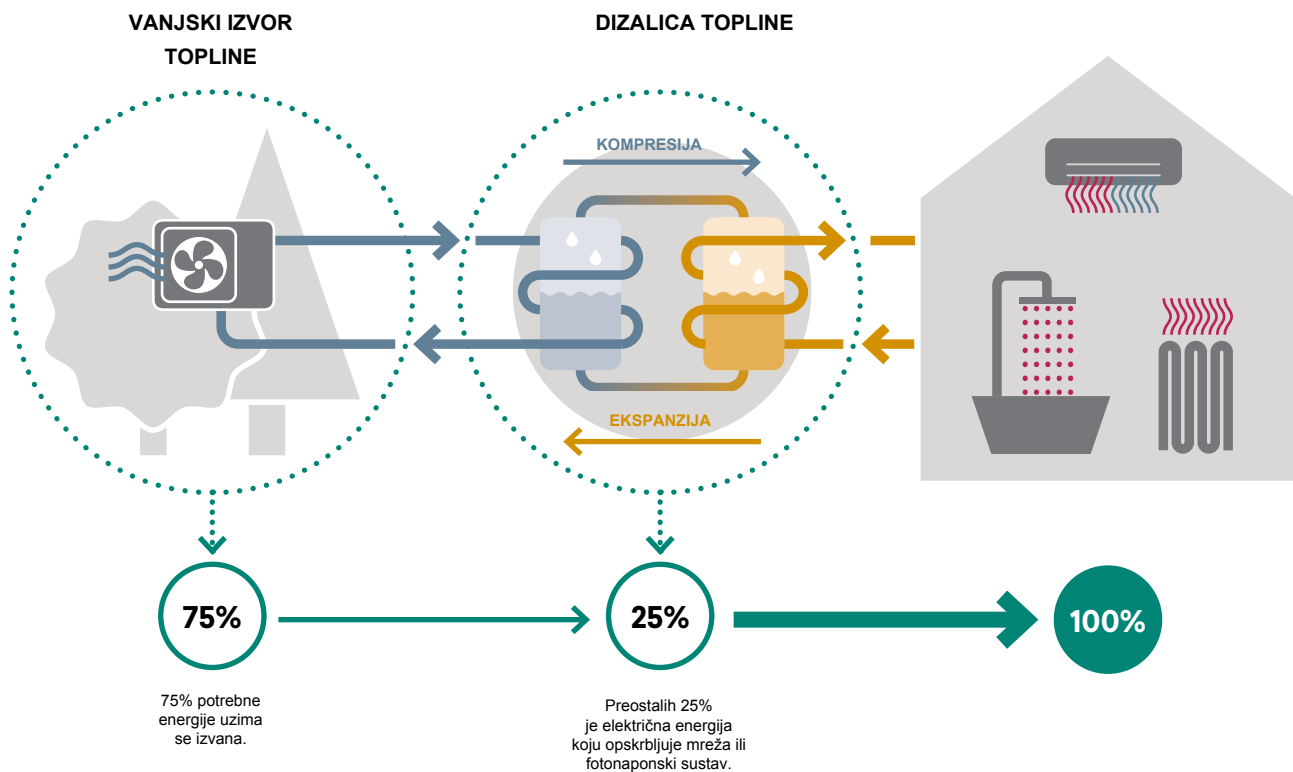 VANJSKI IZVOR
TOPLINE
DIZALICA TOPLINE
KOMPRESIJA
EKSPANZIJA
75%
25%
100%
75% potrebne
energije uzima
se izvana.
Preostalih 25%
je električna energija
koju opskrbljuje mreža ili
fotonaponski sustav.